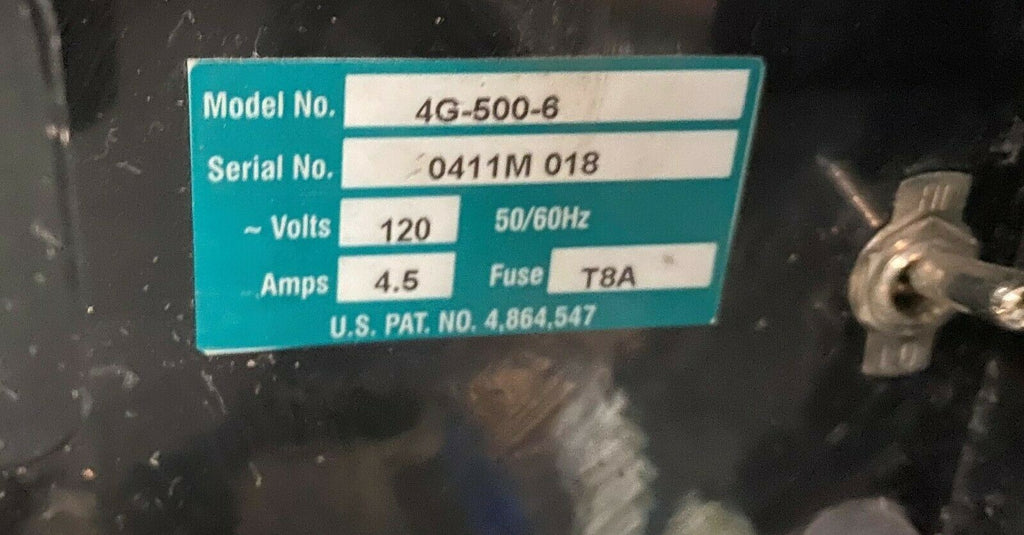 Model No. 4G-500-6
Serial No. 0411M 018
~ Volts 120 50/60Hz
Amps 4.5 Fuse T8A
U.S. PAT. NO. 4,864,547